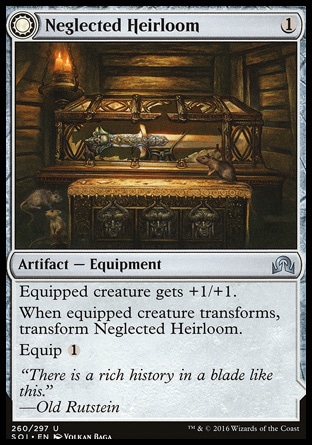 Neglected Heirloom 1
Artifact — Equipment
Equipped creature gets +1/+1.
When equipped creature transforms,
transform Neglected Heirloom.
Equip 1
“There is a rich history in a blade like
this.”
—Old Rutstein
260/297 U
SOI • EN Volkan Baga
™ & © 2016 Wizards of the Coast